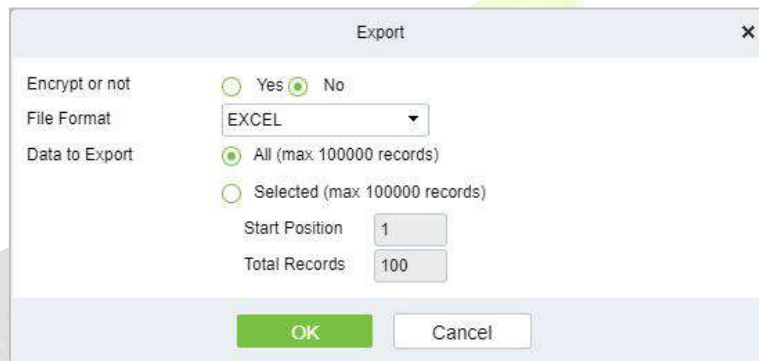 Export
Encrypt or not Yes No
File Format EXCEL
Data to Export All (max 100000 records)
Selected (max 100000 records)
Start Position 1
Total Records 100
OK Cancel